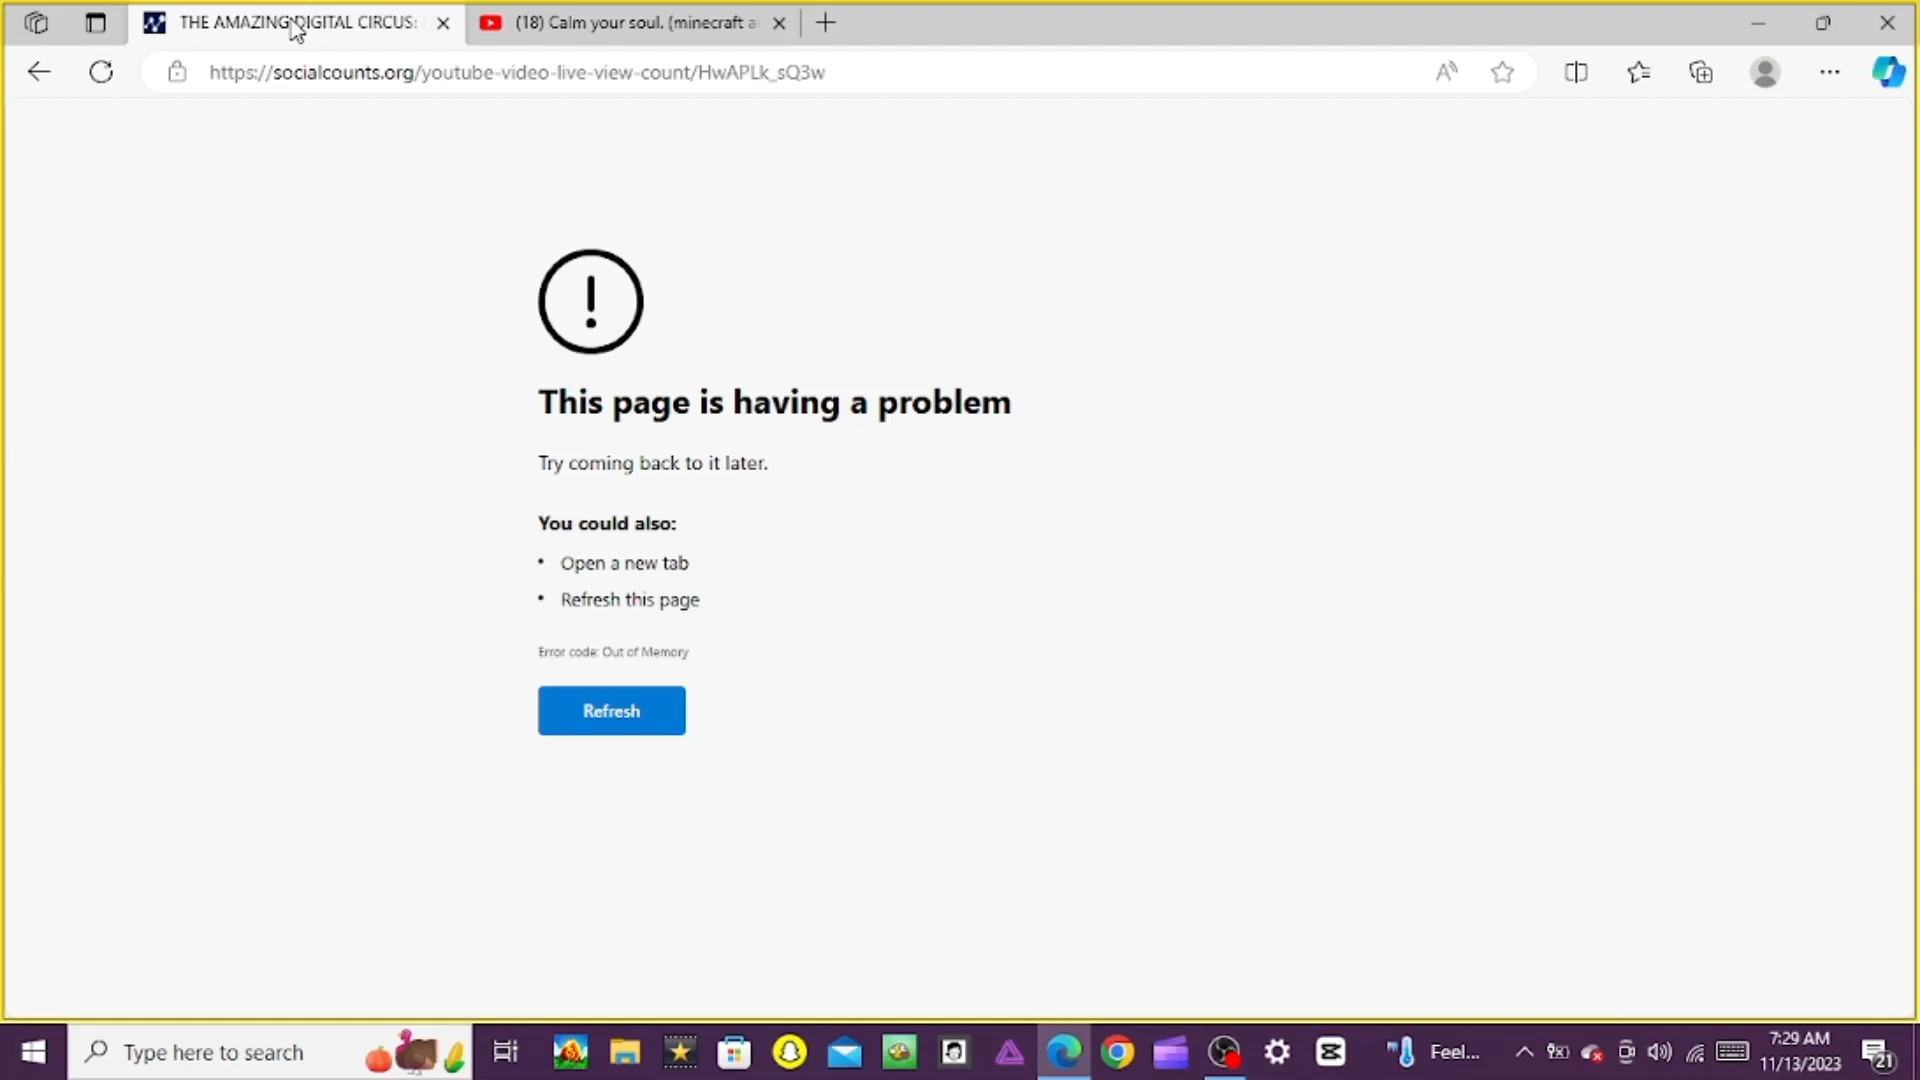 THE AMAZING DIGITAL CIRCUS:
(18) Calm your soul. (minecraft a
https://socialcounts.org/youtube-video-live-view-count/HwAPLk_sQ3w
This page is having a problem
Try coming back to it later.
You could also:
• Open a new tab
• Refresh this page
Error code: Out of Memory
Refresh
Type here to search
Feel...
7:29 AM
11/13/2023
21